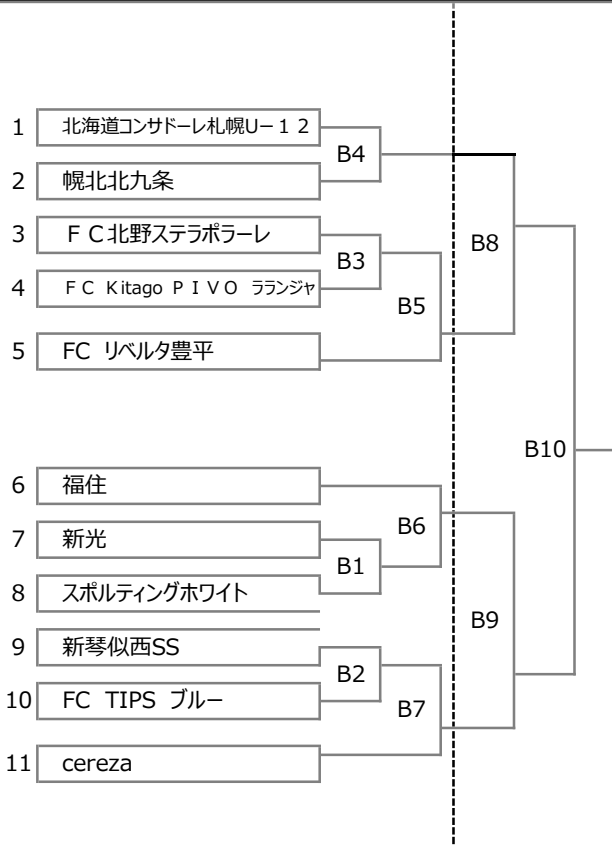 1 北海道コンサドーレ札幌U－１２
B4
2 幌北北九条
3 ＦＣ北野ステラポラーレ
B8
B3
4 ＦＣ Kitago ＰＩＶＯ ラランジャ
B5
5 FC リベルタ豊平
B10
6 福住
B6
7 新光
B1
8 スポルティングホワイト
B9
9 新琴似西SS
B2
10 FC TIPS ブルー
B7
11 cereza